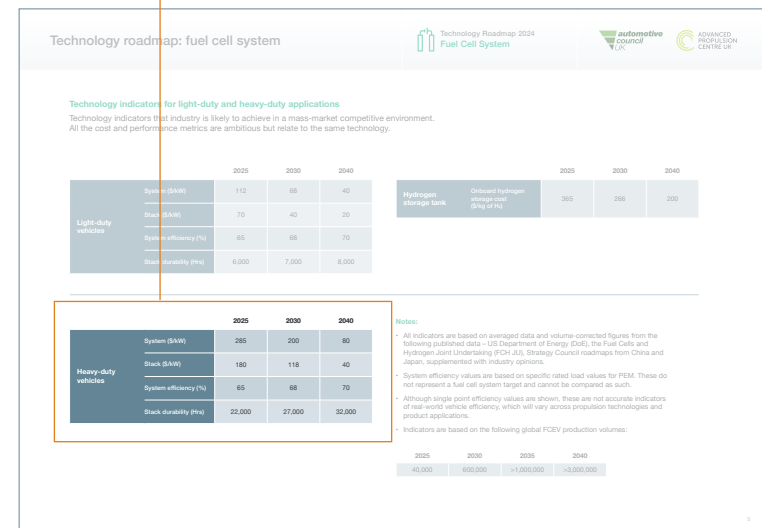 Technology roadmap: fuel cell system
Technology Roadmap 2024
Fuel Cell System
automotive
council
UK
ADVANCED
PROPULSION
CENTRE UK
Technology indicators for light-duty and heavy-duty applications
Technology indicators that industry is likely to achieve in a mass-market competitive environment.
All the cost and performance metrics are ambitious but relate to the same technology.
2025 2030 2040
Light-duty
vehicles
System ($/kW) 112 68 40
Stack ($/kW) 70 40 20
System efficiency (%) 65 68 70
Stack durability (Hrs) 6,000 7,000 8,000
2025 2030 2040
Hydrogen
storage tank
Onboard hydrogen
storage cost
($/kg of H₂)
365 266 200
2025 2030 2040
Heavy-duty
vehicles
System ($/kW) 285 200 80
Stack ($/kW) 180 118 40
System efficiency (%) 65 68 70
Stack durability (Hrs) 22,000 27,000 32,000
Notes:
• All indicators are based on averaged data and volume-corrected figures from the
following published data – US Department of Energy (DoE), the Fuel Cells and
Hydrogen Joint Undertaking (FCH JU), Strategy Council roadmaps from China and
Japan, supplemented with industry opinions.
• System efficiency values are based on specific rated load values for PEM. These do
not represent a fuel cell system target and cannot be compared as such.
• Although single point efficiency values are shown, these are not accurate indicators
of real-world vehicle efficiency, which will vary across propulsion technologies and
product applications.
• Indicators are based on the following global FCEV production volumes:
2025 2030 2035 2040
40,000 600,000 >1,000,000 >3,000,000
5